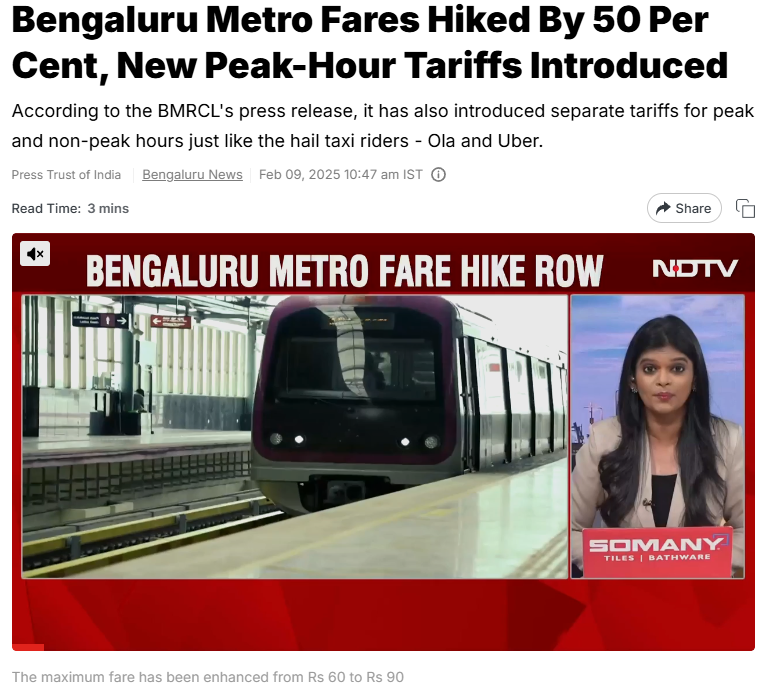 Bengaluru Metro Fares Hiked By 50 Per
Cent, New Peak-Hour Tariffs Introduced
According to the BMRCL's press release, it has also introduced separate tariffs for peak
and non-peak hours just like the hail taxi riders - Ola and Uber.
Press Trust of India Bengaluru News Feb 09, 2025 10:47 am IST
Read Time: 3 mins
Share
BENGALURU METRO FARE HIKE ROW
NDTV
SOMANY
TILES | BATHWARE
The maximum fare has been enhanced from Rs 60 to Rs 90